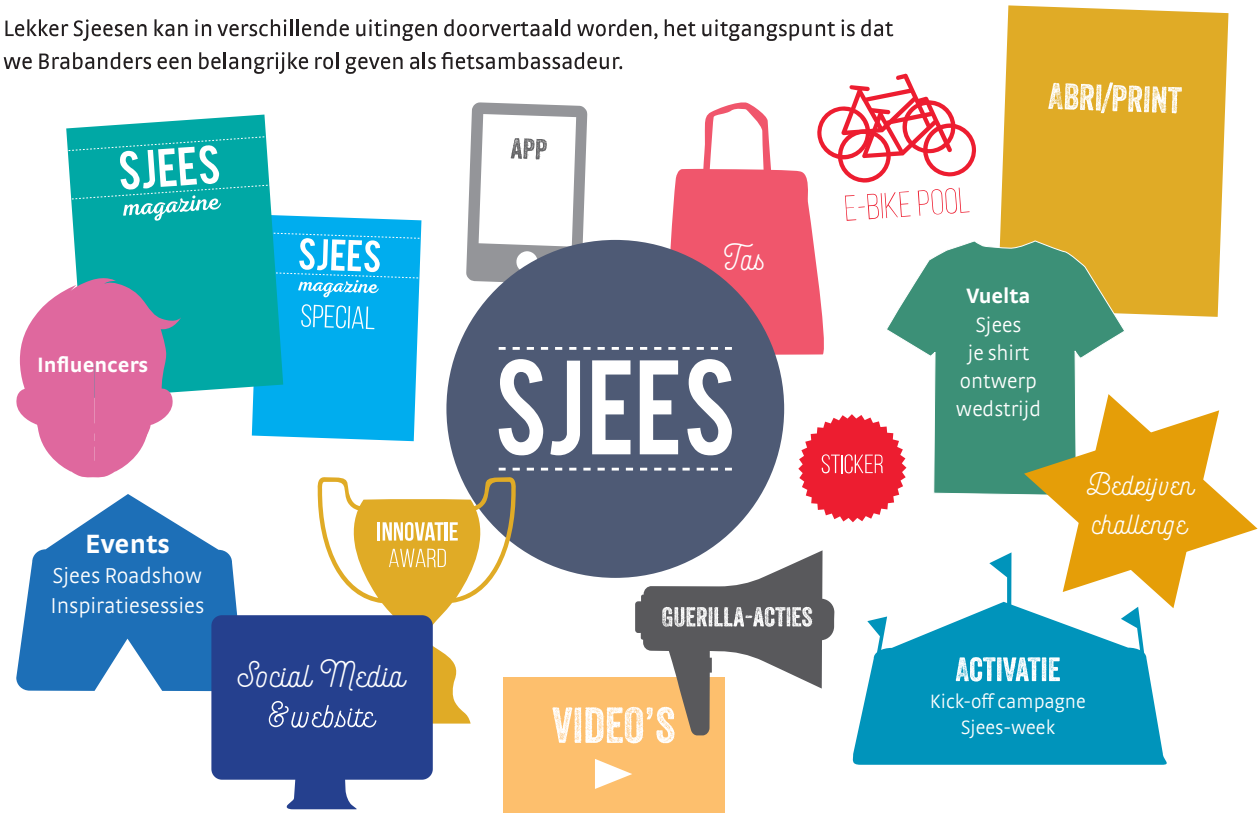 Lekker Sjeesen kan in verschillende uitingen doorvertaald worden, het uitgangspunt is dat
we Brabanders een belangrijke rol geven als fietsambassadeur.
SJEES
magazine
SJEES
magazine
SPECIAL
Influencers
APP
Tas
E-BIKE POOL
ABRI/PRINT
Vuelta
Sjees
je shirt
ontwerp
wedstrijd
SJEES
STICKER
Bedrijven
challenge
Events
Sjees Roadshow
Inspiratiesessies
INNOVATIE
AWARD
Social Media
& website
VIDEO'S
GUERILLA-ACTIES
ACTIVATIE
Kick-off campagne
Sjees-week